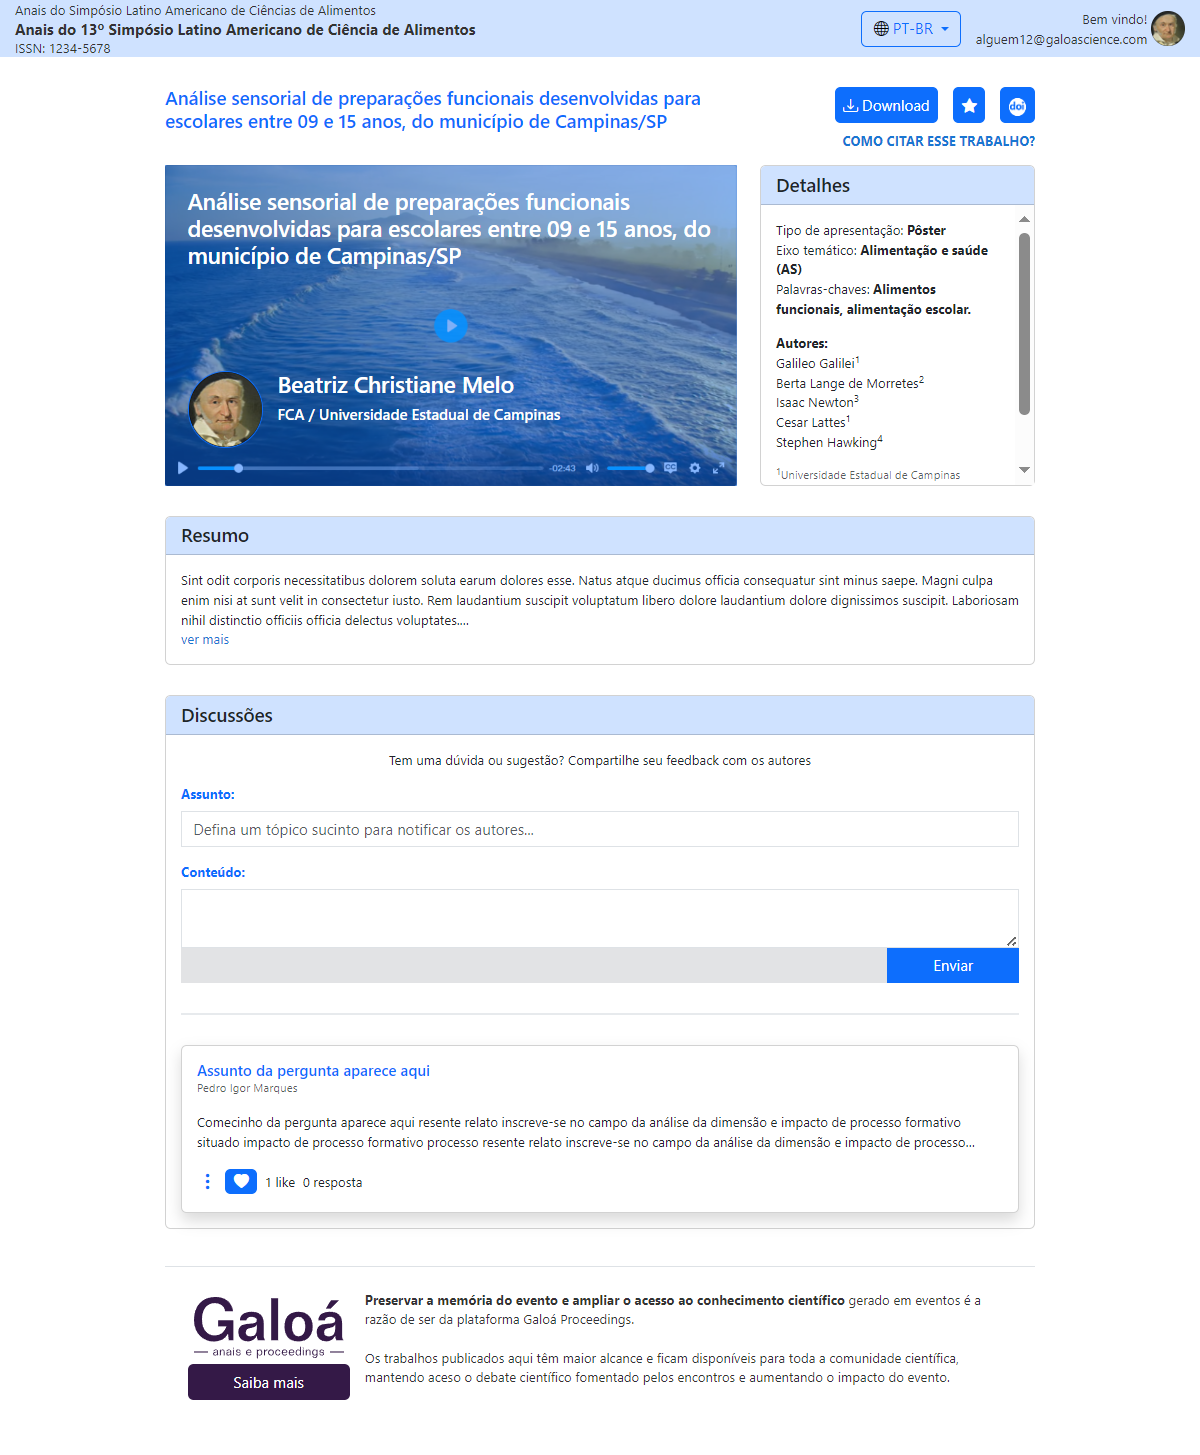 Anais do Simpósio Latino Americano de Ciências de Alimentos
Anais do 13º Simpósio Latino Americano de Ciência de Alimentos
ISSN: 1234-5678
PT-BR
Bem vindo!
alguem12@galoascience.com
Análise sensorial de preparações funcionais desenvolvidas para
escolares entre 09 e 15 anos, do município de Campinas/SP
Download
doi
COMO CITAR ESSE TRABALHO?
Análise sensorial de preparações funcionais
desenvolvidas para escolares entre 09 e 15 anos, do
município de Campinas/SP
Beatriz Christiane Melo
FCA / Universidade Estadual de Campinas
-02:43
CC
Detalhes
Tipo de apresentação: Pôster
Eixo temático: Alimentação e saúde
(AS)
Palavras-chaves: Alimentos
funcionais, alimentação escolar.
Autores:
Galileo Galilei¹
Berta Lange de Morretes²
Isaac Newton³
Cesar Lattes¹
Stephen Hawking⁴
¹Universidade Estadual de Campinas
Resumo
Sint odit corporis necessitatibus dolorem soluta earum dolores esse. Natus atque ducimus officia consequatur sint minus saepe. Magni culpa
enim nisi at sunt velit in consectetur iusto. Rem laudantium suscipit voluptatum libero dolore laudantium dolore dignissimos suscipit. Laboriosam
nihil distinctio officiis officia delectus voluptates....
ver mais
Discussões
Tem uma dúvida ou sugestão? Compartilhe seu feedback com os autores
Assunto:
Defina um tópico sucinto para notificar os autores...
Conteúdo:
Enviar
Assunto da pergunta aparece aqui
Pedro Igor Marques
Comecinho da pergunta aparece aqui resente relato inscreve-se no campo da análise da dimensão e impacto de processo formativo
situado impacto de processo formativo processo resente relato inscreve-se no campo da análise da dimensão e impacto de processo...
1 like 0 resposta
Galoá
anais e proceedings
Saiba mais
Preservar a memória do evento e ampliar o acesso ao conhecimento científico gerado em eventos é a
razão de ser da plataforma Galoá Proceedings.
Os trabalhos publicados aqui têm maior alcance e ficam disponíveis para toda a comunidade científica,
mantendo aceso o debate científico fomentado pelos encontros e aumentando o impacto do evento.